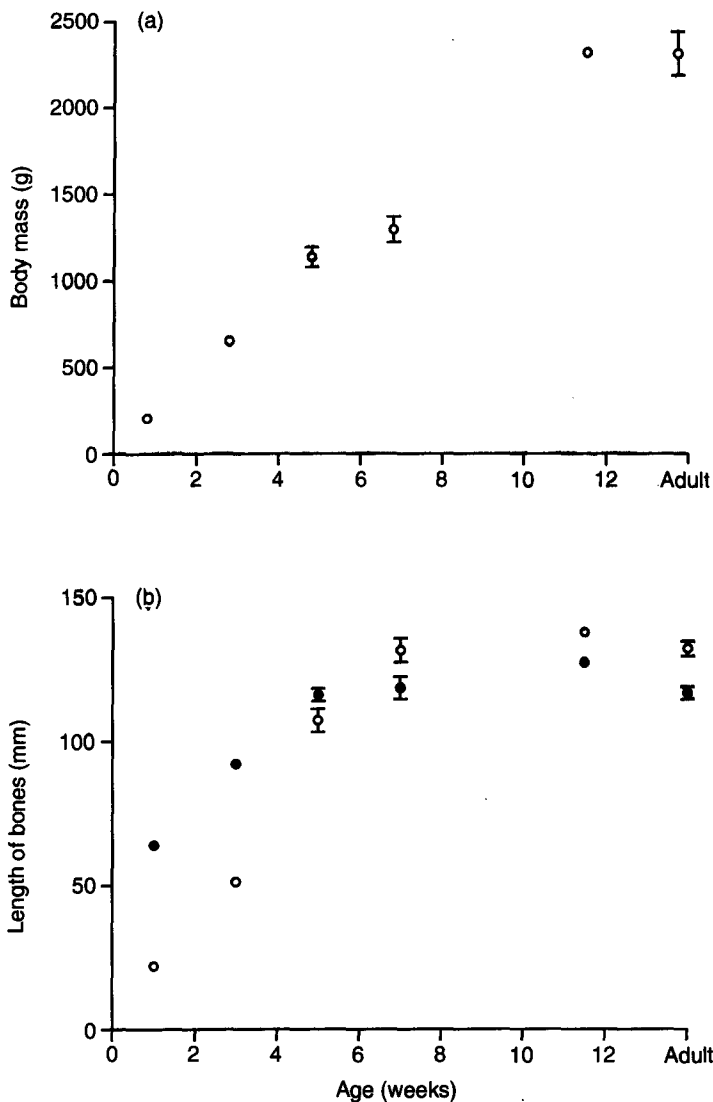 (a)
2500
2000
1500
1000
500
0
Body mass (g)
0 2 4 6 8 10 12 Adult
(b)
150
100
50
0
Length of bones (mm)
0 2 4 6 8 10 12 Adult
Age (weeks)